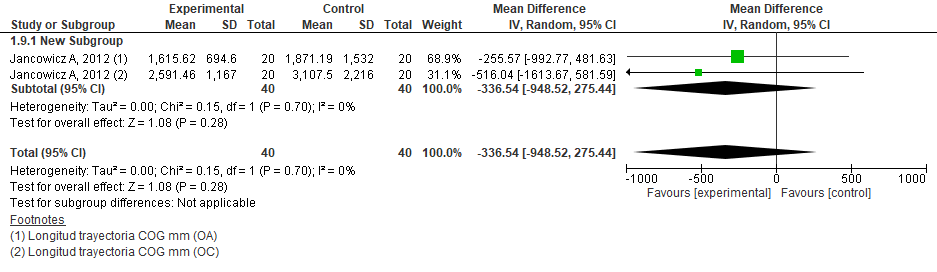 Experimental Control Mean Difference Mean Difference
Study or Subgroup Mean SD Total Mean SD Total Weight IV, Random, 95% CI IV, Random, 95% CI
1.9.1 New Subgroup
Jancowicz A, 2012 (1) 1,615.62 694.6 20 1,871.19 1,532 20 68.9% -255.57 [-992.77, 481.63]
Jancowicz A, 2012 (2) 2,591.46 1,167 20 3,107.5 2,216 20 31.1% -516.04 [-1613.67, 581.59]
Subtotal (95% CI) 40 40 100.0% -336.54 [-948.52, 275.44]
Heterogeneity: Tau² = 0.00; Chi² = 0.15, df = 1 (P = 0.70); I² = 0%
Test for overall effect: Z = 1.08 (P = 0.28)
Total (95% CI) 40 40 100.0% -336.54 [-948.52, 275.44]
Heterogeneity: Tau² = 0.00; Chi² = 0.15, df = 1 (P = 0.70); I² = 0%
Test for overall effect: Z = 1.08 (P = 0.28)
Test for subgroup differences: Not applicable
-1000 -500 0 500 1000
Favours [experimental] Favours [control]
Footnotes
(1) Longitud trayectoria COG mm (OA)
(2) Longitud trayectoria COG mm (OC)